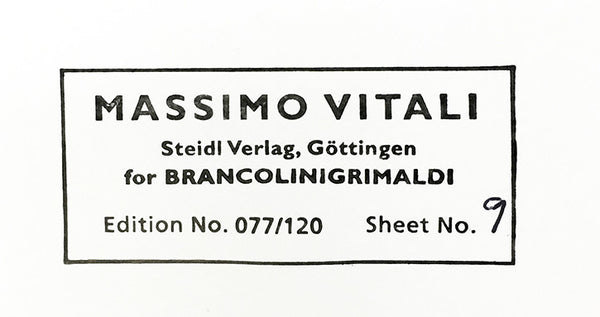 MASSIMO VITALI
Steidl Verlag, Göttingen
for BRANCOLINIGRIMALDI
Edition No. 077/120 Sheet No. 9